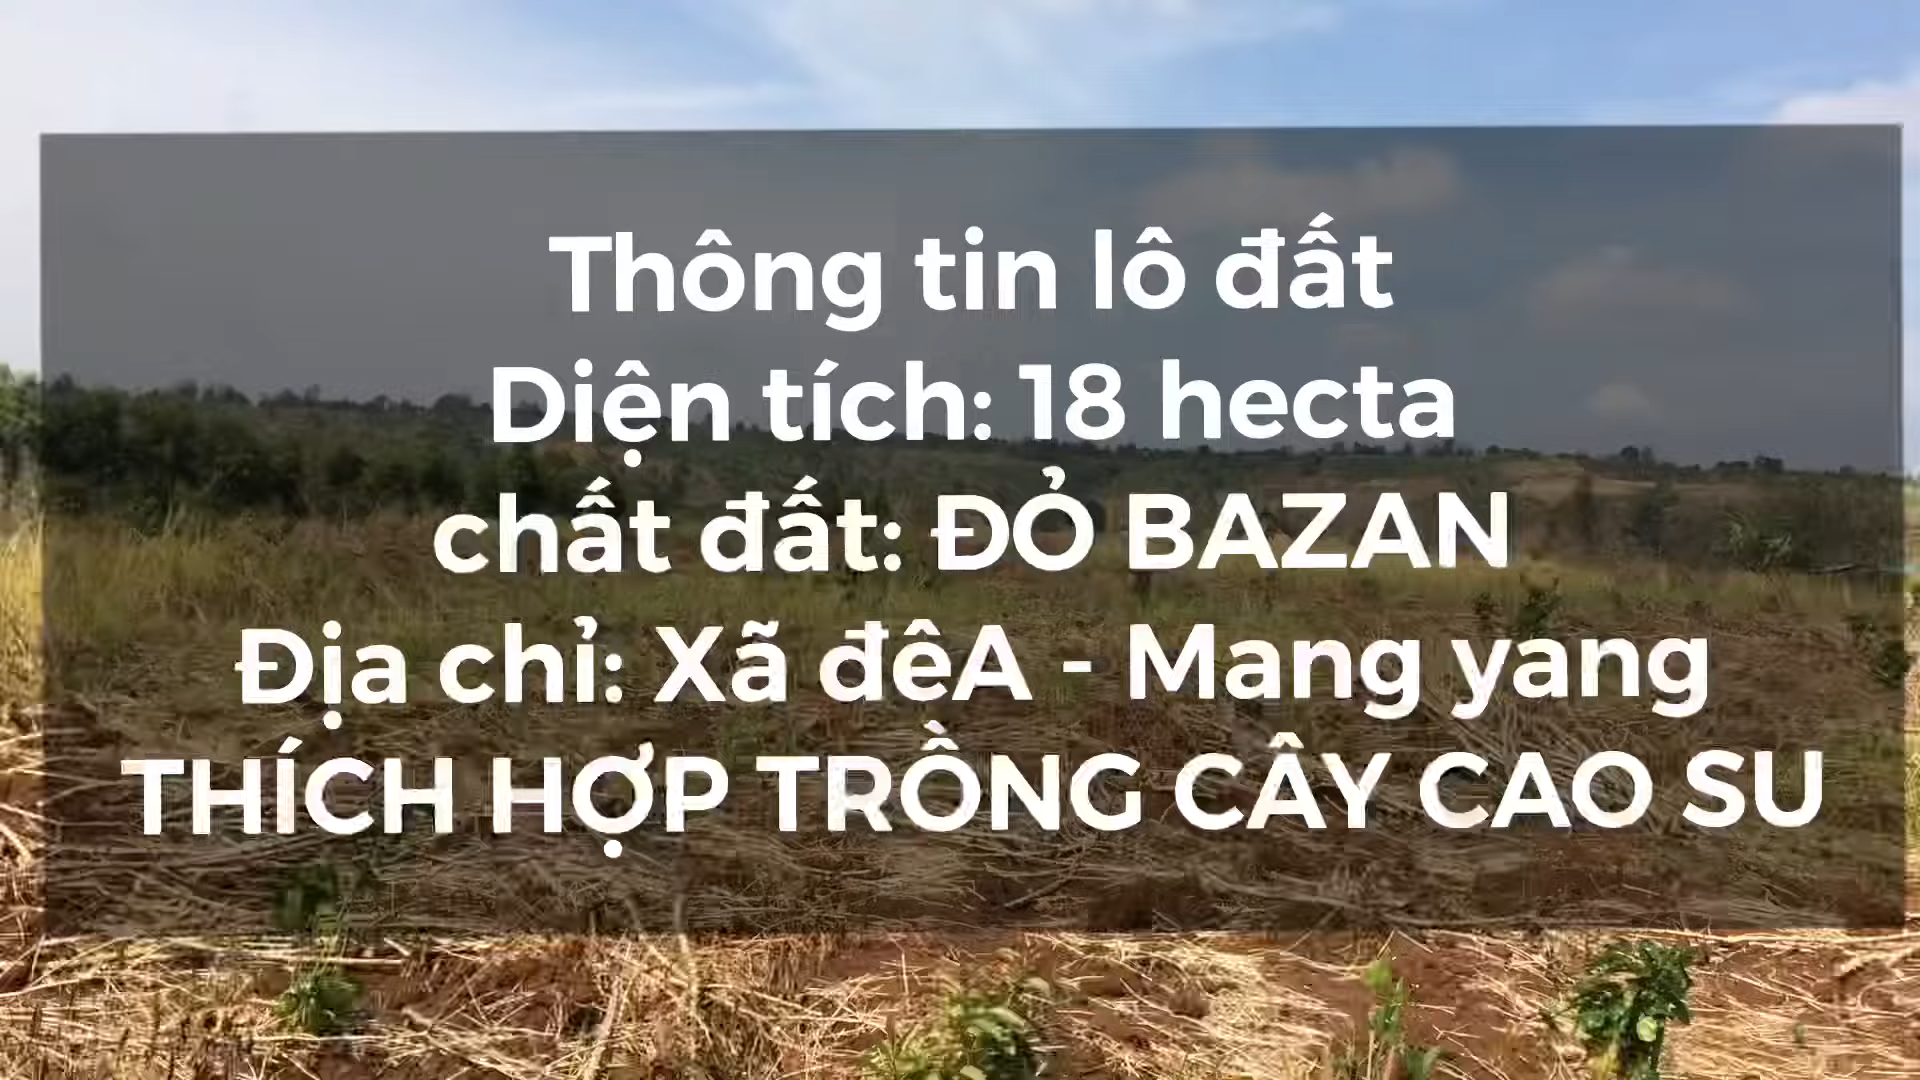 Thông tin lô đất
Diện tích: 18 hecta
chất đất: ĐỎ BAZAN
Địa chỉ: Xã đêA - Mang yang
THÍCH HỢP TRỒNG CÂY CAO SU